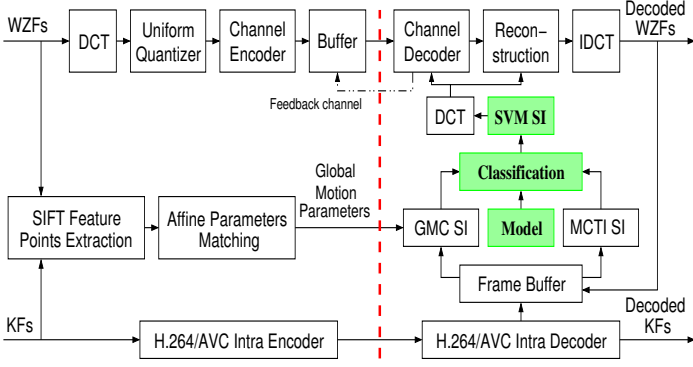 WZFs
DCT
Uniform
Quantizer
Channel
Encoder
Buffer
Channel
Decoder
Recon−
struction
IDCT
Decoded
WZFs
Feedback channel
DCT
SVM SI
Classification
Global
Motion
Parameters
SIFT Feature
Points Extraction
Affine Parameters
Matching
GMC SI
Model
MCTI SI
Frame Buffer
KFs
H.264/AVC Intra Encoder
H.264/AVC Intra Decoder
Decoded
KFs